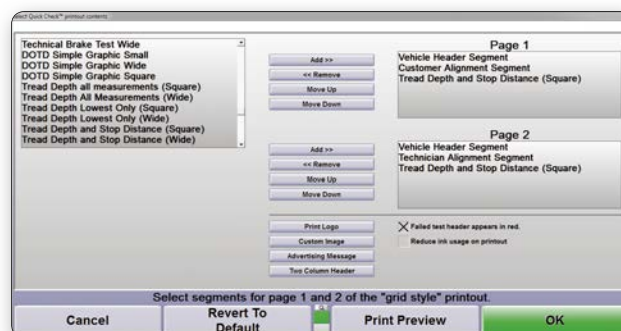 Select Quick Check™ printout contents
Technical Brake Test Wide
DOTD Simple Graphic Small
DOTD Simple Graphic Wide
DOTD Simple Graphic Square
Tread Depth all measurements (Square)
Tread Depth All Measurements (Wide)
Tread Depth Lowest Only (Square)
Tread Depth Lowest Only (Wide)
Tread Depth and Stop Distance (Square)
Tread Depth and Stop Distance (Wide)
Add >>
<< Remove
Move Up
Move Down
Page 1
Vehicle Header Segment
Customer Alignment Segment
Tread Depth and Stop Distance (Square)
Add >>
<< Remove
Move Up
Move Down
Page 2
Vehicle Header Segment
Technician Alignment Segment
Tread Depth and Stop Distance (Square)
Print Logo
Custom Image
Advertising Message
Two Column Header
Failed test header appears in red.
Reduce ink usage on printout
Select segments for page 1 and 2 of the "grid style" printout.
Cancel
Revert To
Default
Print Preview
OK